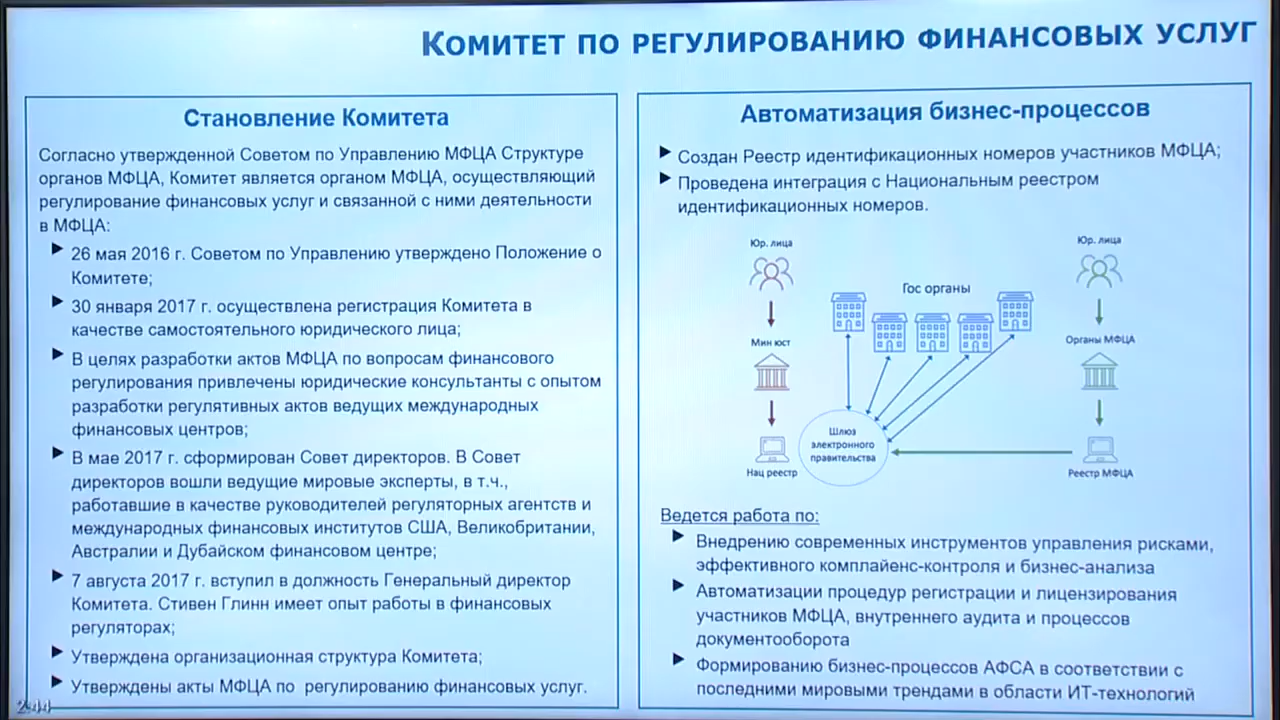 КОМИТЕТ ПО РЕГУЛИРОВАНИЮ ФИНАНСОВЫХ УСЛУГ
Становление Комитета
Согласно утвержденной Советом по Управлению МФЦА Структуре
органов МФЦА, Комитет является органом МФЦА, осуществляющий
регулирование финансовых услуг и связанной с ними деятельности
в МФЦА:
26 мая 2016 г. Советом по Управлению утверждено Положение о
Комитете;
30 января 2017 г. осуществлена регистрация Комитета в
качестве самостоятельного юридического лица;
В целях разработки актов МФЦА по вопросам финансового
регулирования привлечены юридические консультанты с опытом
разработки регулятивных актов ведущих международных
финансовых центров;
В мае 2017 г. сформирован Совет директоров. В Совет
директоров вошли ведущие мировые эксперты, в т.ч.,
работавшие в качестве руководителей регуляторных агентств и
международных финансовых институтов США, Великобритании,
Австралии и Дубайском финансовом центре;
7 августа 2017 г. вступил в должность Генеральный директор
Комитета. Стивен Глинн имеет опыт работы в финансовых
регуляторах;
Утверждена организационная структура Комитета;
Утверждены акты МФЦА по регулированию финансовых услуг.
Автоматизация бизнес-процессов
Создан Реестр идентификационных номеров участников МФЦА;
Проведена интеграция с Национальным реестром
идентификационных номеров.
Юр. лица
Юр. лица
Гос органы
Мин юст
Органы МФЦА
Шлюз
электронного
правительства
Нац реестр
Реестр МФЦА
Ведется работа по:
Внедрению современных инструментов управления рисками,
эффективного комплайенс-контроля и бизнес-анализа
Автоматизации процедур регистрации и лицензирования
участников МФЦА, внутреннего аудита и процессов
документооборота
Формированию бизнес-процессов АФСА в соответствии с
последними мировыми трендами в области ИТ-технологий
2:44